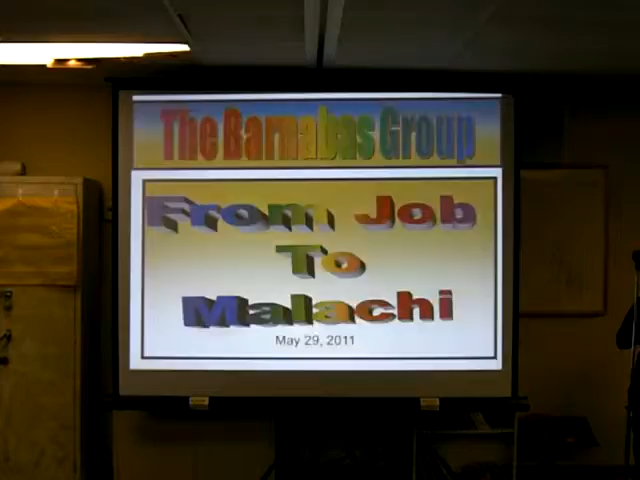 The Barnabas Group
From Job
To
Malachi
May 29, 2011